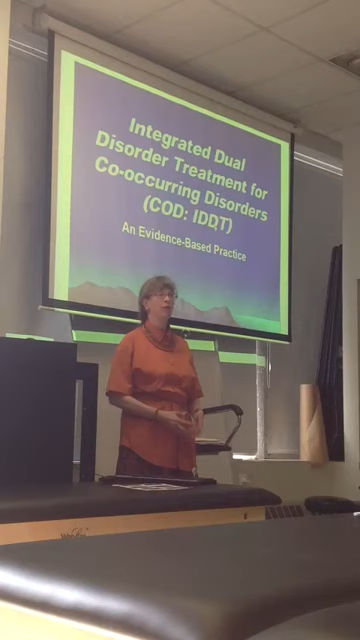 Integrated Dual
Disorder Treatment for
Co-occurring Disorders
(COD: IDDT)
An Evidence-Based Practice